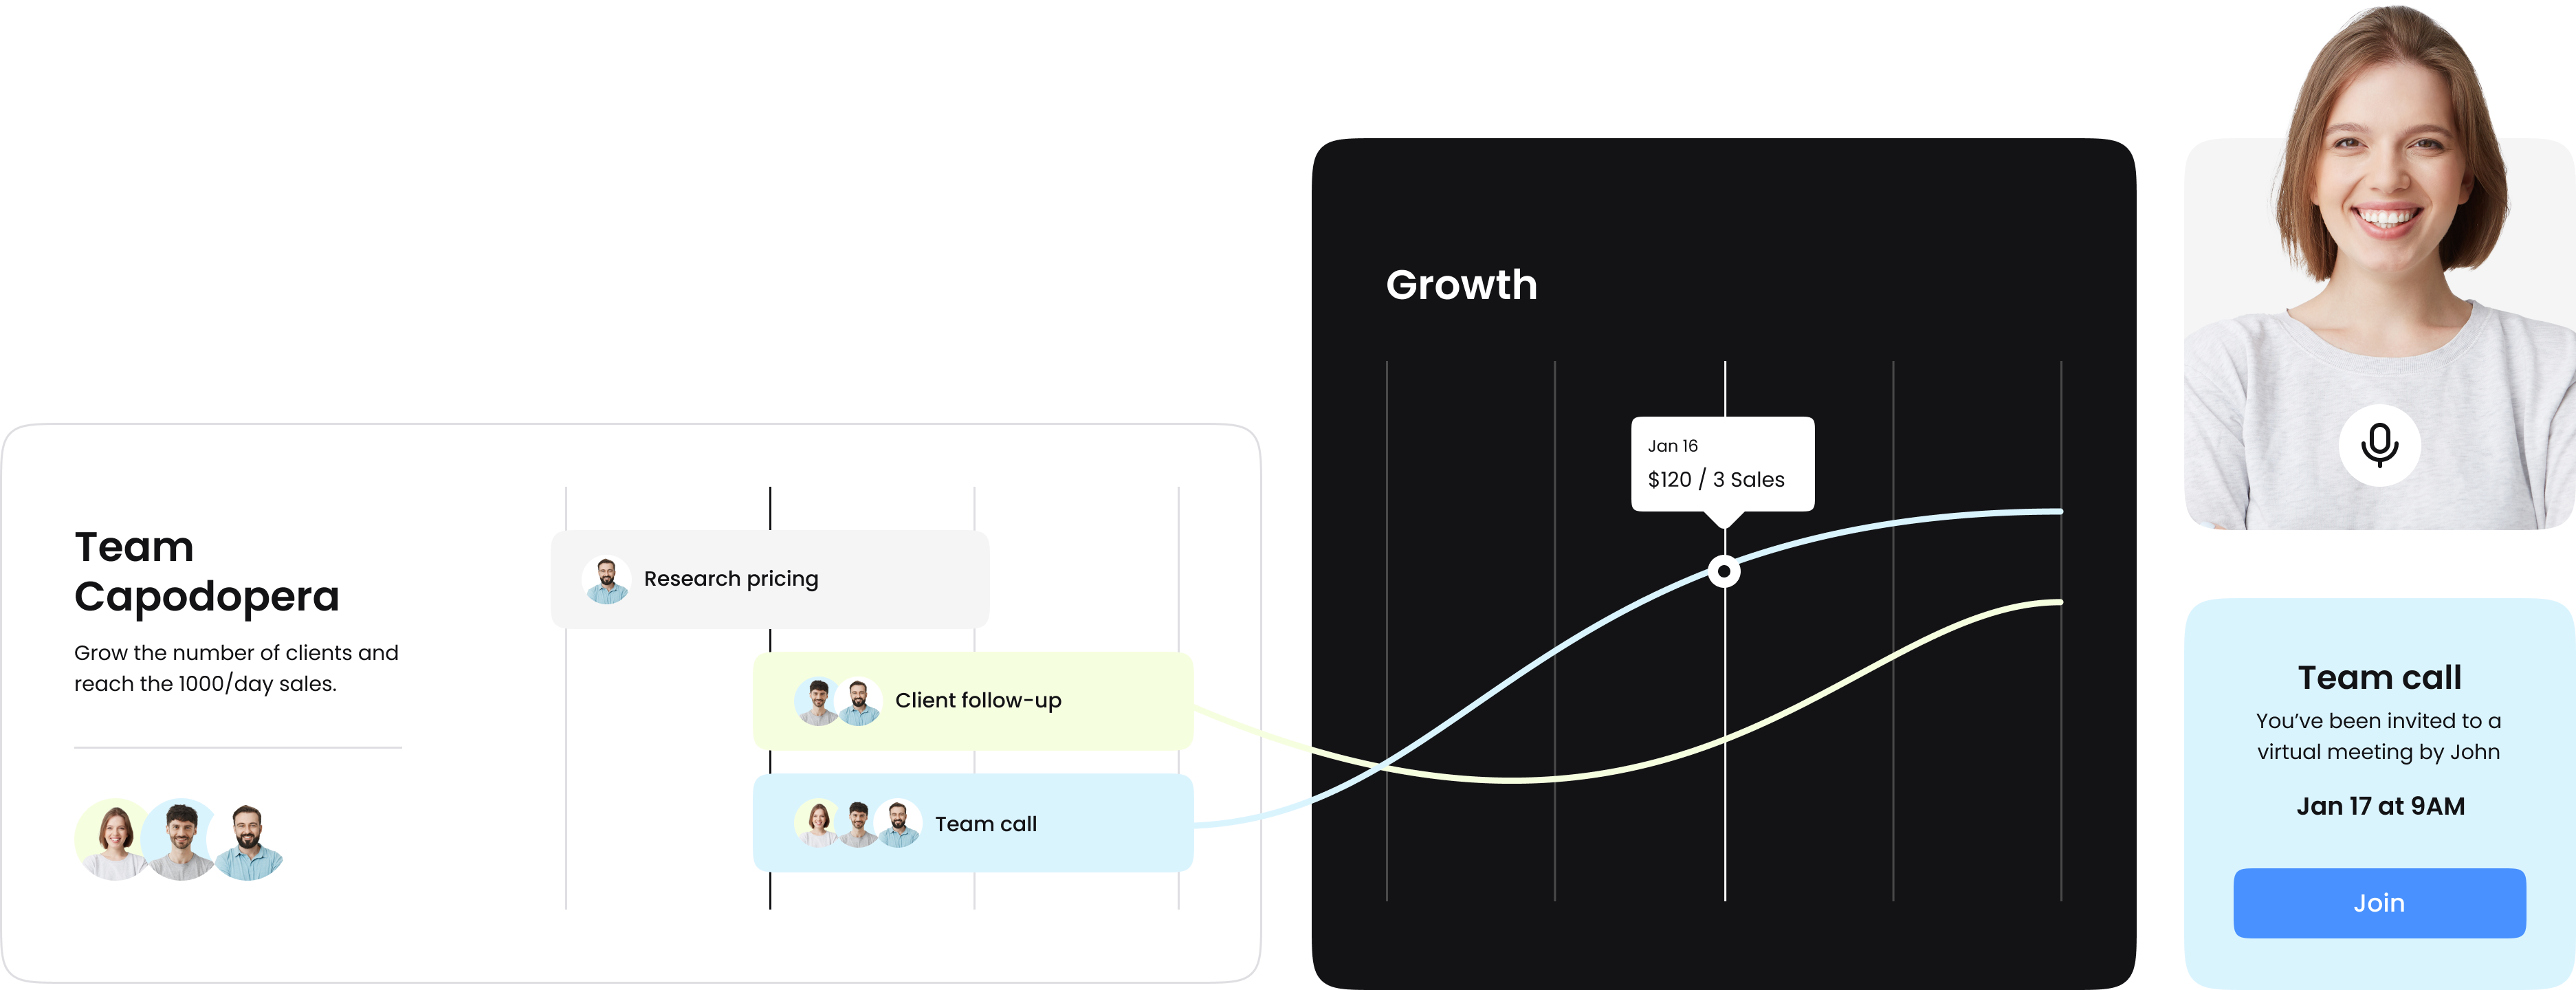 Team
Capodopera
Grow the number of clients and
reach the 1000/day sales.
Research pricing
Client follow-up
Team call
Growth
Jan 16
$120 / 3 Sales
Team call
You’ve been invited to a
virtual meeting by John
Jan 17 at 9AM
Join